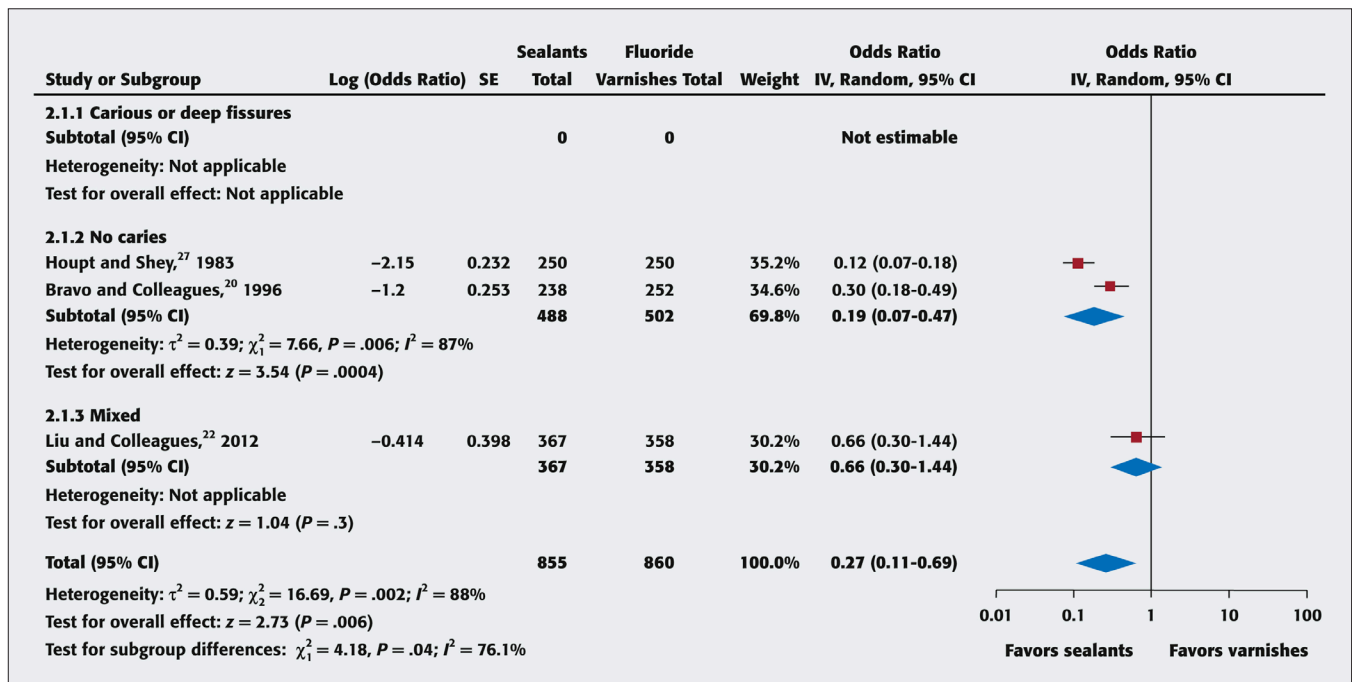 Sealants Fluoride Odds Ratio Odds Ratio
Study or Subgroup Log (Odds Ratio) SE Total Varnishes Total Weight IV, Random, 95% CI IV, Random, 95% CI
2.1.1 Carious or deep fissures
Subtotal (95% CI) 0 0 Not estimable
Heterogeneity: Not applicable
Test for overall effect: Not applicable
2.1.2 No caries
Houpt and Shey,27 1983 –2.15 0.232 250 250 35.2% 0.12 (0.07-0.18)
Bravo and Colleagues,20 1996 –1.2 0.253 238 252 34.6% 0.30 (0.18-0.49)
Subtotal (95% CI) 488 502 69.8% 0.19 (0.07-0.47)
Heterogeneity: τ² = 0.39; χ²₁ = 7.66, P = .006; I² = 87%
Test for overall effect: z = 3.54 (P = .0004)
2.1.3 Mixed
Liu and Colleagues,22 2012 –0.414 0.398 367 358 30.2% 0.66 (0.30-1.44)
Subtotal (95% CI) 367 358 30.2% 0.66 (0.30-1.44)
Heterogeneity: Not applicable
Test for overall effect: z = 1.04 (P = .3)
Total (95% CI) 855 860 100.0% 0.27 (0.11-0.69)
Heterogeneity: τ² = 0.59; χ²₂ = 16.69, P = .002; I² = 88%
Test for overall effect: z = 2.73 (P = .006)
Test for subgroup differences: χ²₁ = 4.18, P = .04; I² = 76.1%
0.01 0.1 1 10 100
Favors sealants Favors varnishes